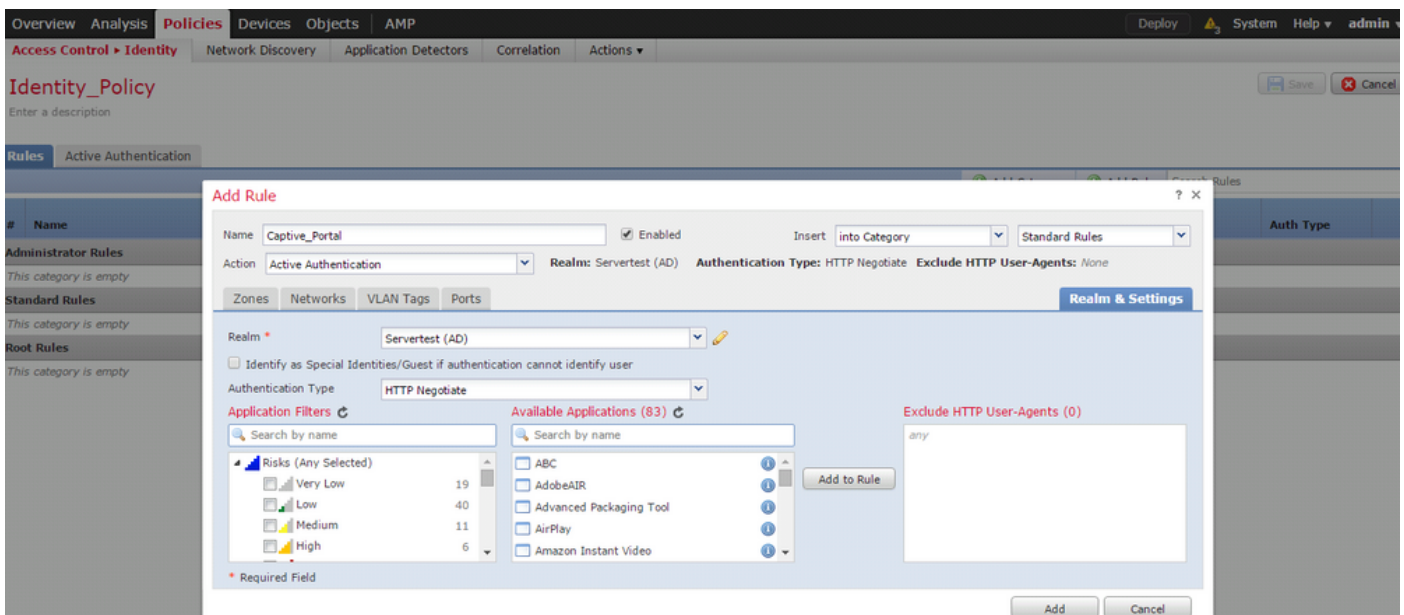 Overview Analysis Policies Devices Objects AMP Deploy 3 System Help ▾ admin ▾
Access Control ▸ Identity Network Discovery Application Detectors Correlation Actions ▾
Identity_Policy Save Cancel
Enter a description
Rules Active Authentication
Rules
Add Rule ? ×
# Name Auth Type
Name Captive_Portal Enabled Insert into Category Standard Rules
Administrator Rules
Action Active Authentication Realm: Servertest (AD) Authentication Type: HTTP Negotiate Exclude HTTP User-Agents: None
This category is empty
Standard Rules
Zones Networks VLAN Tags Ports Realm & Settings
This category is empty
Realm * Servertest (AD)
Root Rules
Identify as Special Identities/Guest if authentication cannot identify user
This category is empty
Authentication Type HTTP Negotiate
Application Filters Available Applications (83) Exclude HTTP User-Agents (0)
Search by name Search by name any
Risks (Any Selected) ABC
Very Low 19 AdobeAIR Add to Rule
Low 40 Advanced Packaging Tool
Medium 11 AirPlay
High 6 Amazon Instant Video
* Required Field
Add Cancel